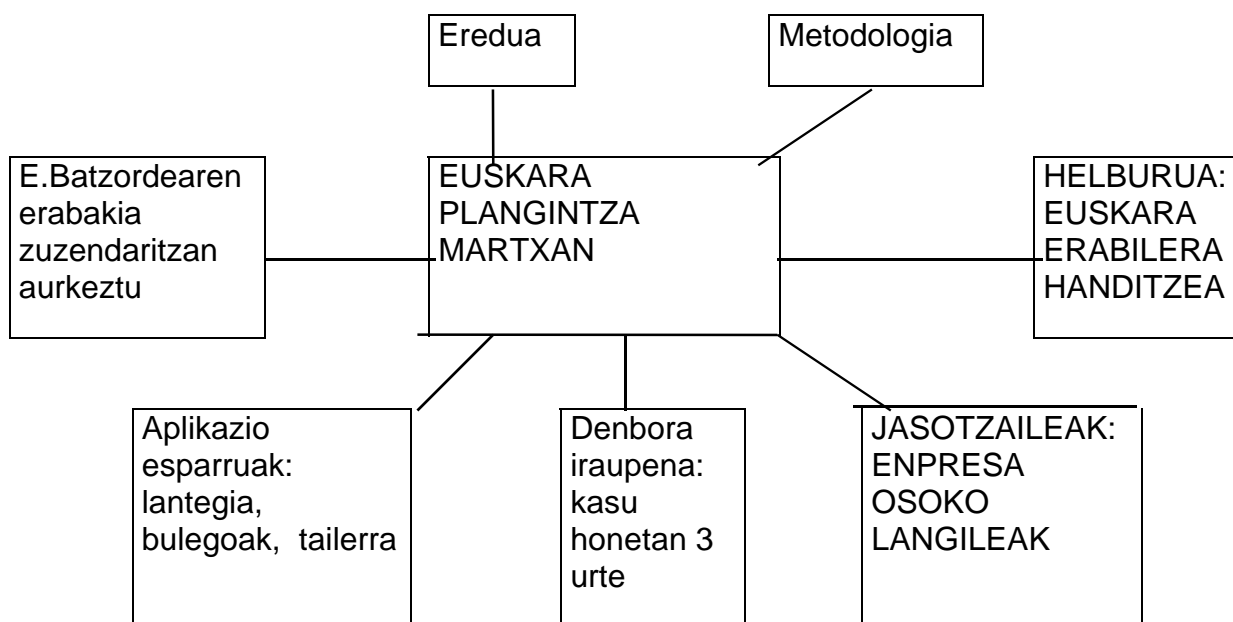 Eredua
Metodologia
E.Batzordearen
erabakia
zuzendaritzan
aurkeztu
EUSKARA
PLANGINTZA
MARTXAN
HELBURUA:
EUSKARA
ERABILERA
HANDITZEA
Aplikazio
esparruak:
lantegia,
bulegoak, tailerra
Denbora
iraupena:
kasu
honetan 3
urte
JASOTZAILEAK:
ENPRESA
OSOKO
LANGILEAK